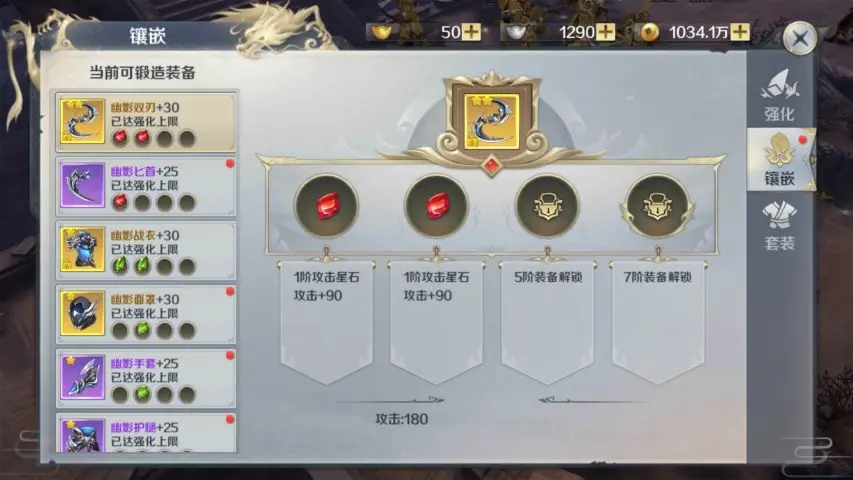 镶嵌
50
1290
1034.1万
当前可锻造装备
幽影双刃+30
已达强化上限
幽影匕首+25
已达强化上限
幽影战衣+30
已达强化上限
幽影面罩+30
已达强化上限
幽影手套+25
已达强化上限
幽影护腿+25
已达强化上限
1阶攻击星石
攻击+90
1阶攻击星石
攻击+90
5阶装备解锁
7阶装备解锁
攻击:180
强化
镶嵌
套装